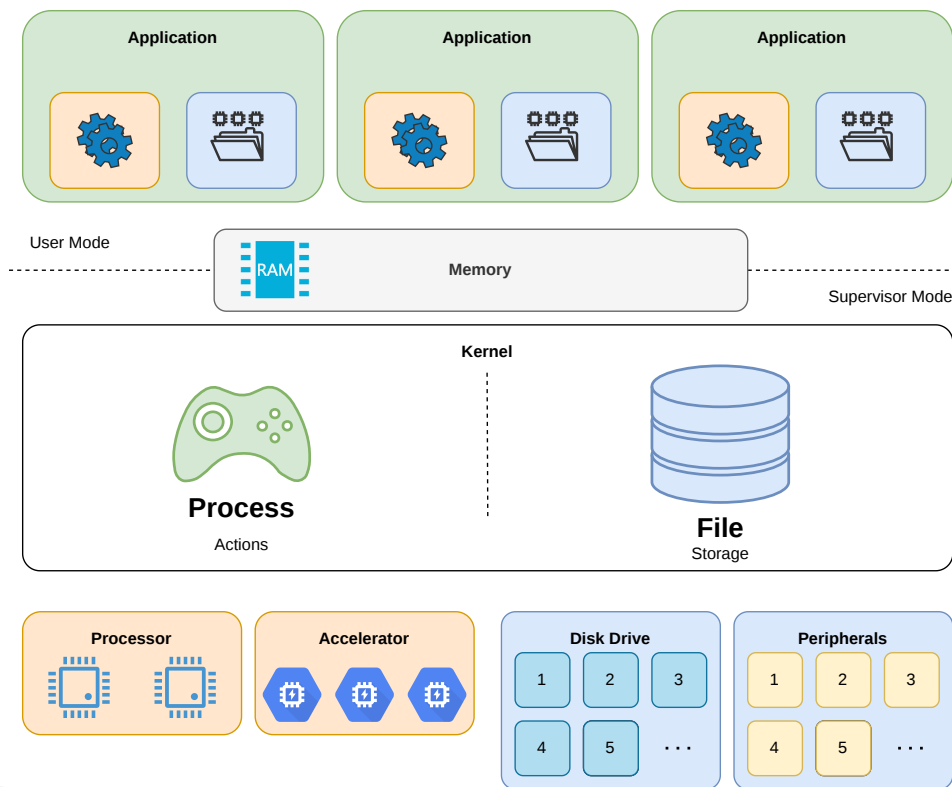 Application
Application
Application
User Mode
RAM
Memory
Supervisor Mode
Kernel
Process
Actions
File
Storage
Processor
Accelerator
Disk Drive
1 2 3
4 5 ...
Peripherals
1 2 3
4 5 ...